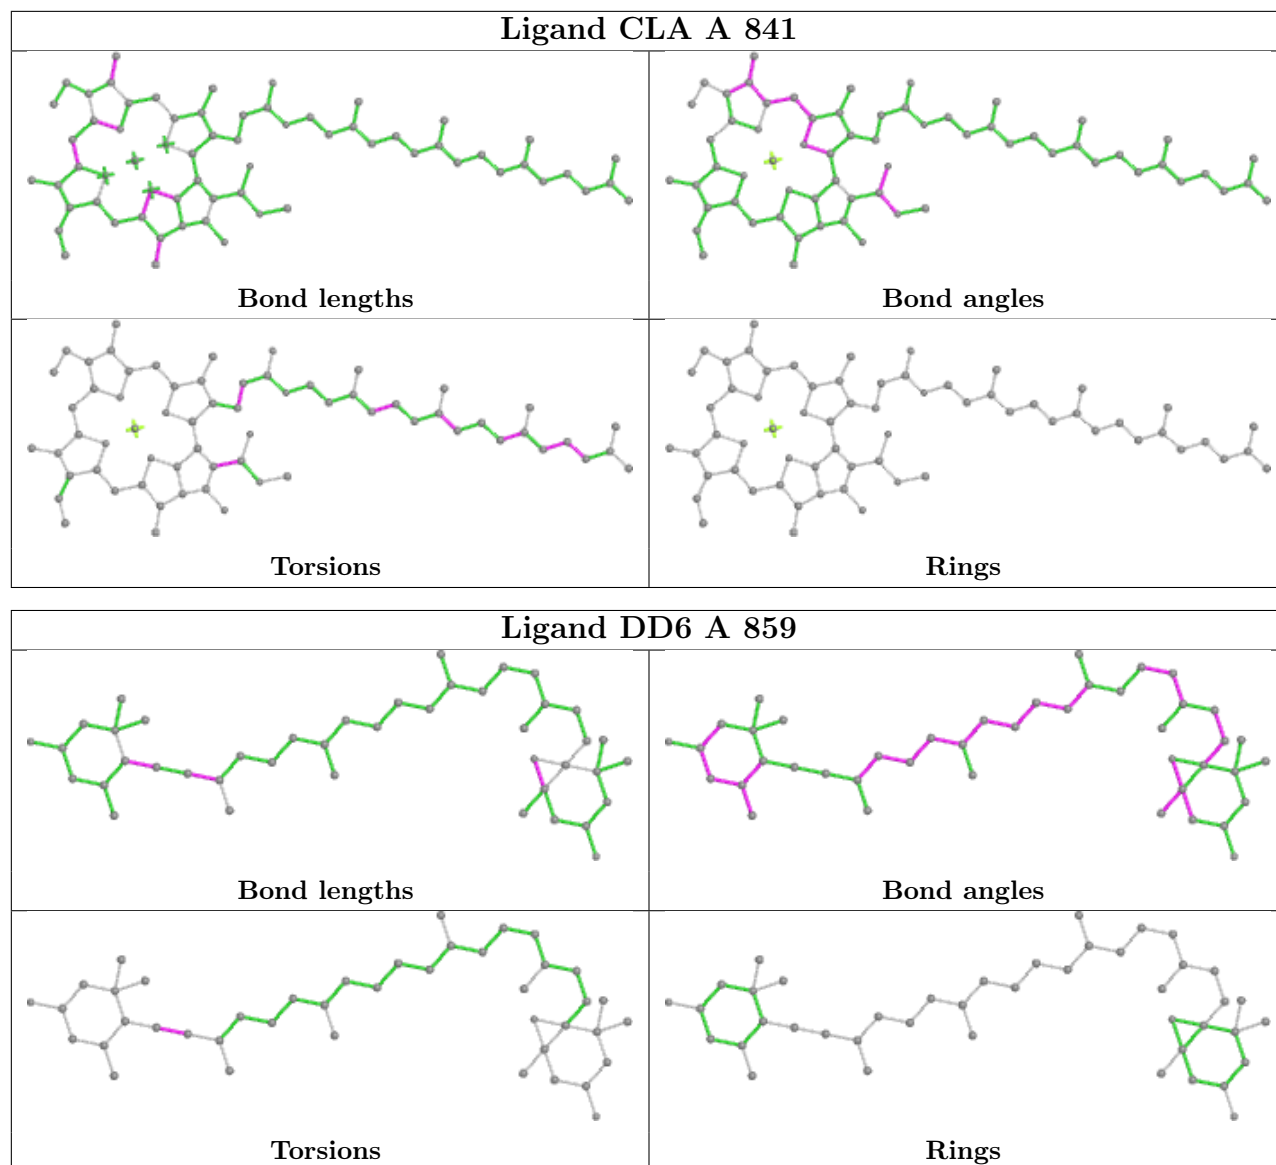 Ligand CLA A 841
Bond lengths
Bond angles
Torsions
Rings
Ligand DD6 A 859
Bond lengths
Bond angles
Torsions
Rings